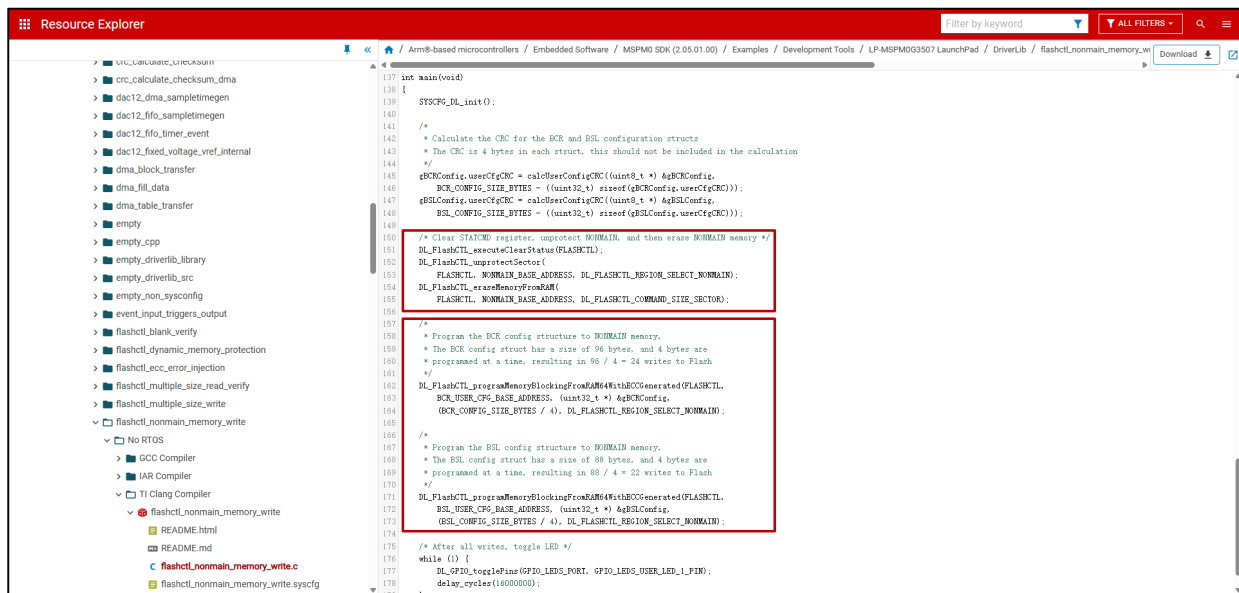 Resource Explorer
Filter by keyword
ALL FILTERS
/ Arm®-based microcontrollers / Embedded Software / MSPM0 SDK (2.05.01.00) / Examples / Development Tools / LP-MSPM0G3507 LaunchPad / DriverLib / flashctl_nonmain_memory_wr
Download
crc_calculate_checksum
crc_calculate_checksum_dma
dac12_dma_sampletimegen
dac12_fifo_sampletimegen
dac12_fifo_timer_event
dac12_fixed_voltage_vref_internal
dma_block_transfer
dma_fill_data
dma_table_transfer
empty
empty_cpp
empty_driverlib_library
empty_driverlib_src
empty_non_sysconfig
event_input_triggers_output
flashctl_blank_verify
flashctl_dynamic_memory_protection
flashctl_ecc_error_injection
flashctl_multiple_size_read_verify
flashctl_multiple_size_write
flashctl_nonmain_memory_write
No RTOS
GCC Compiler
IAR Compiler
TI Clang Compiler
flashctl_nonmain_memory_write
README.html
README.md
C flashctl_nonmain_memory_write.c
flashctl_nonmain_memory_write.syscfg
137 int main(void)
138 {
139 SYSCFG_DL_init();
140
141 /*
142 * Calculate the CRC for the BCR and BSL configuration structs
143 * The CRC is 4 bytes in each struct, this should not be included in the calculation
144 */
145 gBCRConfig.userCfgCRC = calcUserConfigCRC((uint8_t *) &gBCRConfig,
146 BCR_CONFIG_SIZE_BYTES - ((uint32_t) sizeof(gBCRConfig.userCfgCRC)));
147 gBSLConfig.userCfgCRC = calcUserConfigCRC((uint8_t *) &gBSLConfig,
148 BSL_CONFIG_SIZE_BYTES - ((uint32_t) sizeof(gBSLConfig.userCfgCRC)));
149
150 /* Clear STATCMD register, unprotect NONMAIN, and then erase NONMAIN memory */
151 DL_FlashCTL_executeClearStatus(FLASHCTL);
152 DL_FlashCTL_unprotectSector(
153 FLASHCTL, NONMAIN_BASE_ADDRESS, DL_FLASHCTL_REGION_SELECT_NONMAIN);
154 DL_FlashCTL_eraseMemoryFromRAM(
155 FLASHCTL, NONMAIN_BASE_ADDRESS, DL_FLASHCTL_COMMAND_SIZE_SECTOR);
156
157 /*
158 * Program the BCR config structure to NONMAIN memory,
159 * The BCR config struct has a size of 96 bytes, and 4 bytes are
160 * programmed at a time, resulting in 96 / 4 = 24 writes to Flash
161 */
162 DL_FlashCTL_programMemoryBlockingFromRAM64WithECCGenerated(FLASHCTL,
163 BCR_USER_CFG_BASE_ADDRESS, (uint32_t *) &gBCRConfig,
164 (BCR_CONFIG_SIZE_BYTES / 4), DL_FLASHCTL_REGION_SELECT_NONMAIN);
165
166 /*
167 * Program the BSL config structure to NONMAIN memory,
168 * The BSL config struct has a size of 88 bytes, and 4 bytes are
169 * programmed at a time, resulting in 88 / 4 = 22 writes to Flash
170 */
171 DL_FlashCTL_programMemoryBlockingFromRAM64WithECCGenerated(FLASHCTL,
172 BSL_USER_CFG_BASE_ADDRESS, (uint32_t *) &gBSLConfig,
173 (BSL_CONFIG_SIZE_BYTES / 4), DL_FLASHCTL_REGION_SELECT_NONMAIN);
174
175 /* After all writes, toggle LED */
176 while (1) {
177 DL_GPIO_togglePins(GPIO_LEDS_PORT, GPIO_LEDS_USER_LED_1_PIN);
178 delay_cycles(16000000);